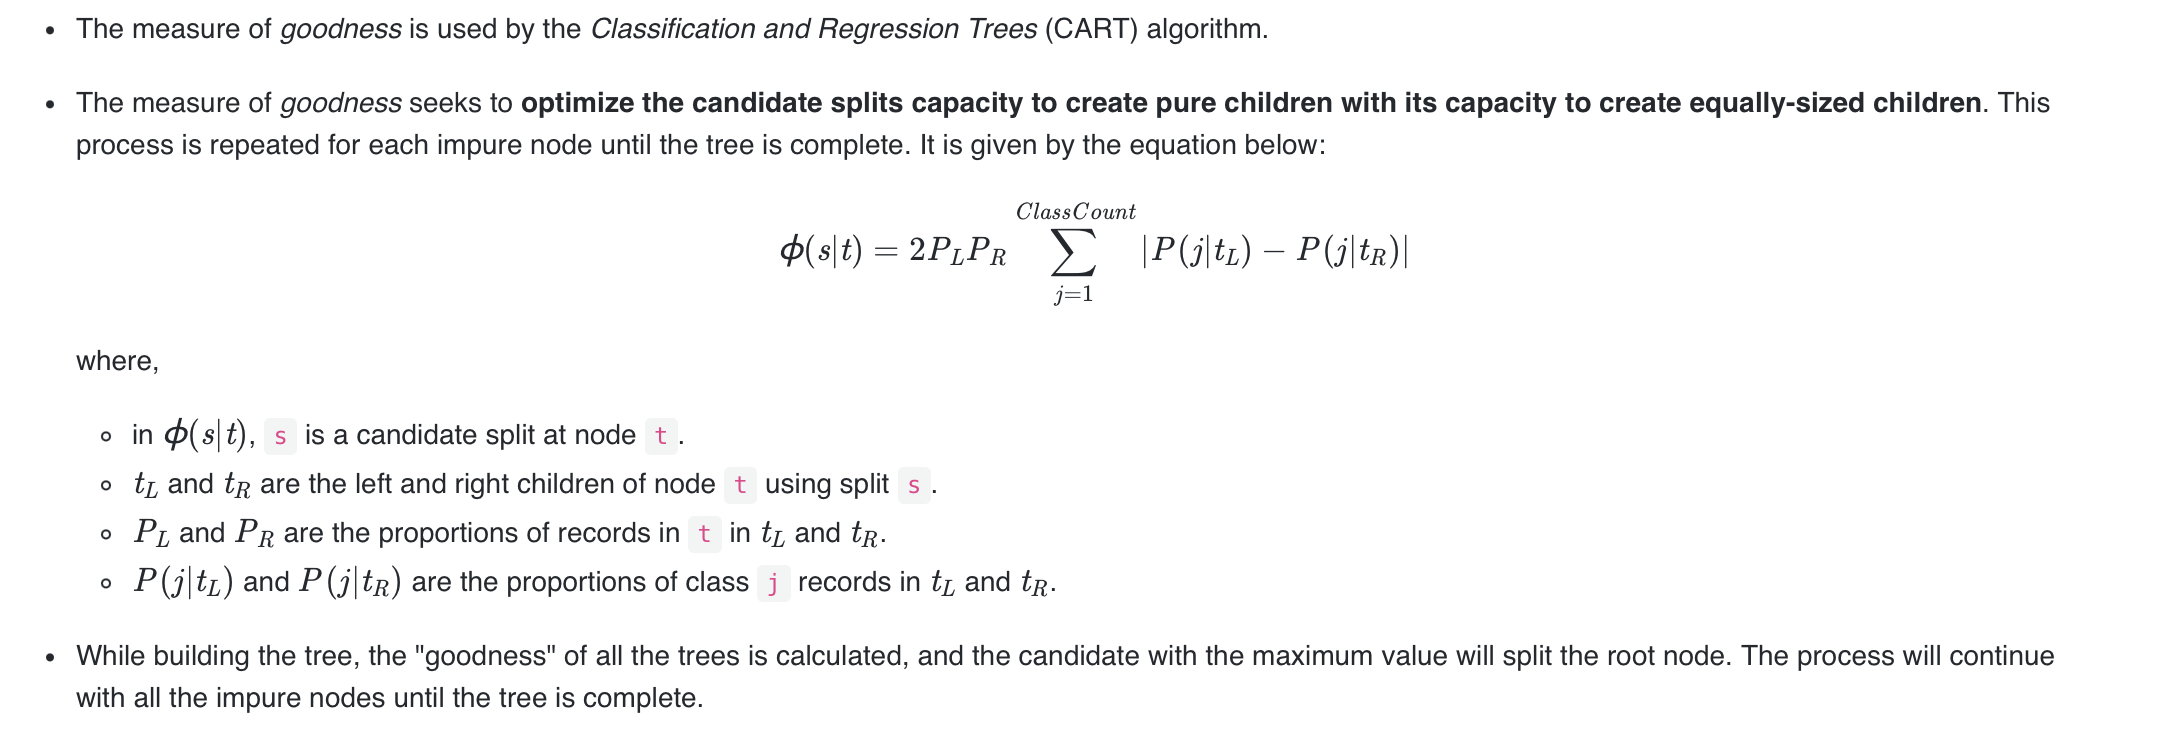 • The measure of goodness is used by the Classification and Regression Trees (CART) algorithm.
• The measure of goodness seeks to optimize the candidate splits capacity to create pure children with its capacity to create equally-sized children. This
process is repeated for each impure node until the tree is complete. It is given by the equation below:
ϕ(s|t) = 2P_L P_R ∑_{j=1}^{ClassCount} |P(j|t_L) − P(j|t_R)|
where,
◦ in ϕ(s|t), s is a candidate split at node t .
◦ t_L and t_R are the left and right children of node t using split s .
◦ P_L and P_R are the proportions of records in t in t_L and t_R.
◦ P(j|t_L) and P(j|t_R) are the proportions of class j records in t_L and t_R.
• While building the tree, the "goodness" of all the trees is calculated, and the candidate with the maximum value will split the root node. The process will continue
with all the impure nodes until the tree is complete.